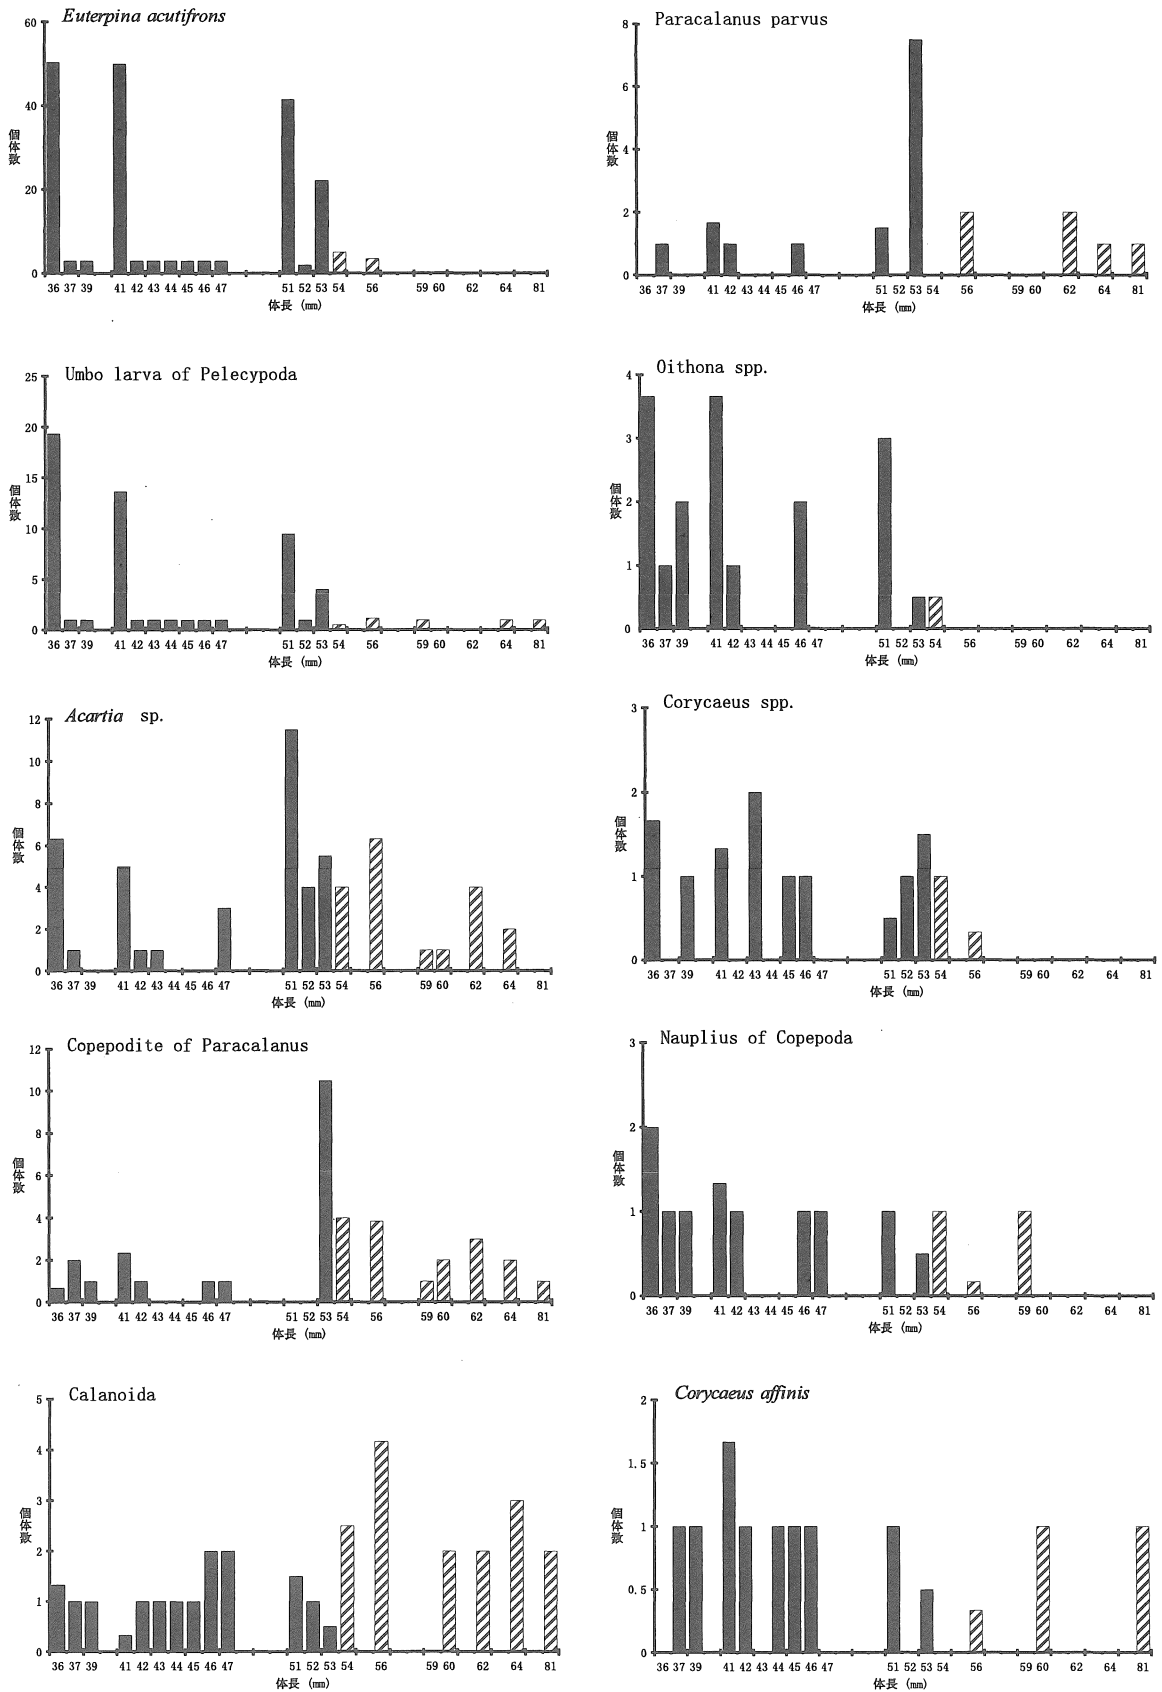 Euterpina acutifrons
60
40
20
0
個体数
36 37 39 41 42 43 44 45 46 47 51 52 53 54 56 59 60 62 64 81
体長 (mm)
Paracalanus parvus
8
6
4
2
0
個体数
36 37 39 41 42 43 44 45 46 47 51 52 53 54 56 59 60 62 64 81
体長 (mm)
Umbo larva of Pelecypoda
25
20
15
10
5
0
個体数
36 37 39 41 42 43 44 45 46 47 51 52 53 54 56 59 60 62 64 81
体長 (mm)
Oithona spp.
4
3
2
1
0
個体数
36 37 39 41 42 43 44 45 46 47 51 52 53 54 56 59 60 62 64 81
体長 (mm)
Acartia sp.
12
10
8
6
4
2
0
個体数
36 37 39 41 42 43 44 45 46 47 51 52 53 54 56 59 60 62 64 81
体長 (mm)
Corycaeus spp.
3
2
1
0
個体数
36 37 39 41 42 43 44 45 46 47 51 52 53 54 56 59 60 62 64 81
体長 (mm)
Copepodite of Paracalanus
12
10
8
6
4
2
0
個体数
36 37 39 41 42 43 44 45 46 47 51 52 53 54 56 59 60 62 64 81
体長 (mm)
Nauplius of Copepoda
3
2
1
0
個体数
36 37 39 41 42 43 44 45 46 47 51 52 53 54 56 59 60 62 64 81
体長 (mm)
Calanoida
5
4
3
2
1
0
個体数
36 37 39 41 42 43 44 45 46 47 51 52 53 54 56 59 60 62 64 81
体長 (mm)
Corycaeus affinis
2
1.5
1
0.5
0
個体数
36 37 39 41 42 43 44 45 46 47 51 52 53 54 56 59 60 62 64 81
体長 (mm)